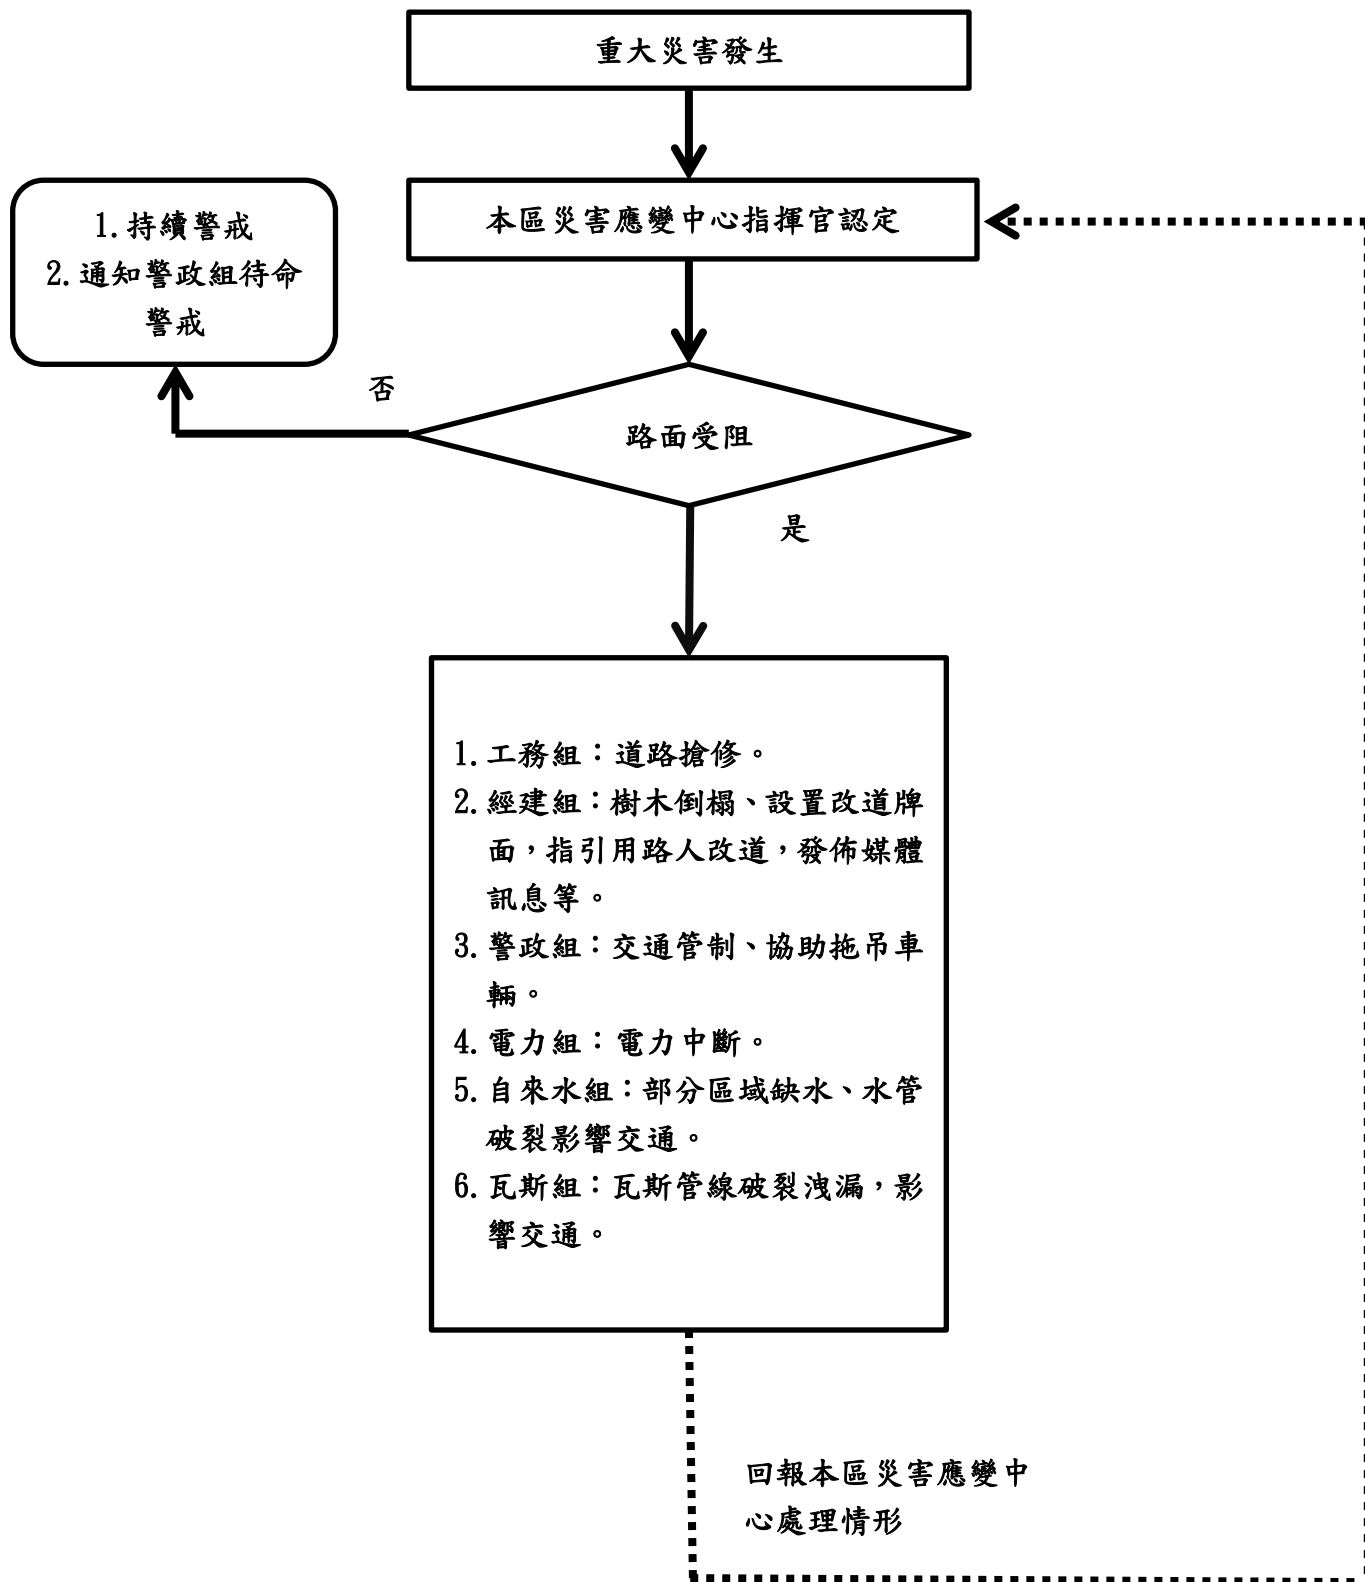 重大災害發生
本區災害應變中心指揮官認定
1.持續警戒
2.通知警政組待命
警戒
否
路面受阻
是
1.工務組：道路搶修。
2.經建組：樹木倒榻、設置改道牌
面，指引用路人改道，發佈媒體
訊息等。
3.警政組：交通管制、協助拖吊車
輛。
4.電力組：電力中斷。
5.自來水組：部分區域缺水、水管
破裂影響交通。
6.瓦斯組：瓦斯管線破裂洩漏，影
響交通。
回報本區災害應變中
心處理情形